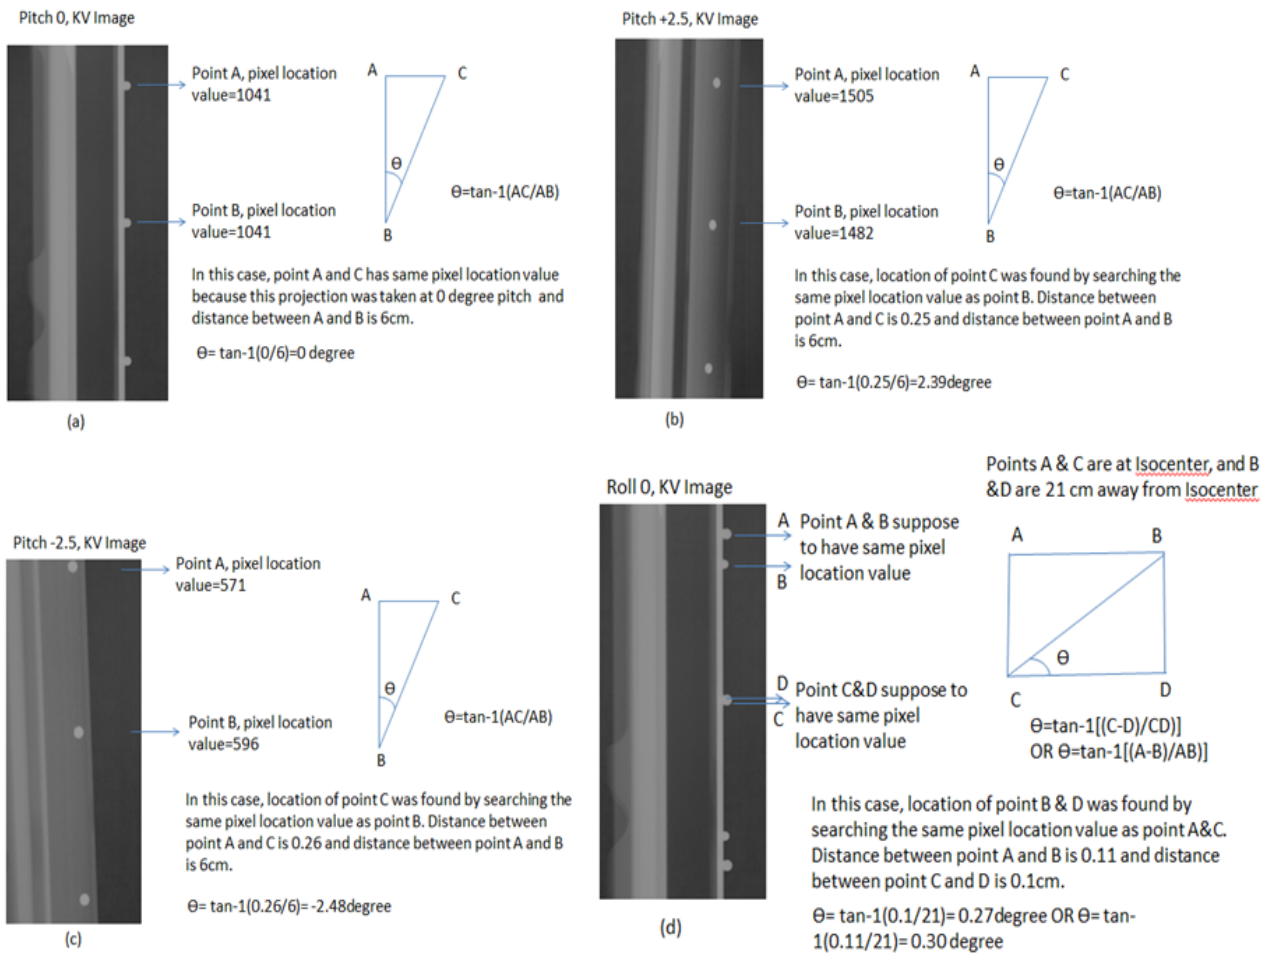 Pitch 0, KV Image
Point A, pixel location
value=1041
A
C
Θ
Θ=tan-1(AC/AB)
Point B, pixel location
value=1041
B
In this case, point A and C has same pixel location value
because this projection was taken at 0 degree pitch and
distance between A and B is 6cm.
Θ= tan-1(0/6)=0 degree
(a)
Pitch +2.5, KV Image
Point A, pixel location
value=1505
A
C
Θ
Θ=tan-1(AC/AB)
Point B, pixel location
value=1482
B
In this case, location of point C was found by searching the
same pixel location value as point B. Distance between
point A and C is 0.25 and distance between point A and B
is 6cm.
Θ= tan-1(0.25/6)=2.39degree
(b)
Pitch -2.5, KV Image
Point A, pixel location
value=571
A
C
Θ
Θ=tan-1(AC/AB)
Point B, pixel location
value=596
B
In this case, location of point C was found by searching the
same pixel location value as point B. Distance between
point A and C is 0.26 and distance between point A and B
is 6cm.
Θ= tan-1(0.26/6)= -2.48degree
(c)
Points A & C are at Isocenter, and B
&D are 21 cm away from Isocenter
Roll 0, KV Image
A
Point A & B suppose
to have same pixel
location value
B
D
Point C&D suppose to
have same pixel
location value
C
A
B
Θ
C
D
Θ=tan-1[(C-D)/CD)]
OR Θ=tan-1[(A-B)/AB)]
In this case, location of point B & D was found by
searching the same pixel location value as point A&C.
Distance between point A and B is 0.11 and distance
between point C and D is 0.1cm.
Θ= tan-1(0.1/21)= 0.27degree OR Θ= tan-
1(0.11/21)= 0.30 degree
(d)